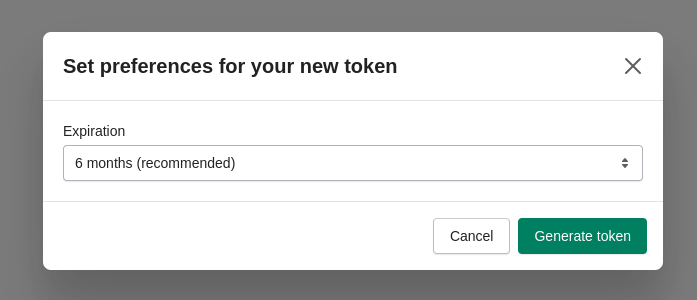 Set preferences for your new token
Expiration
6 months (recommended)
Cancel
Generate token